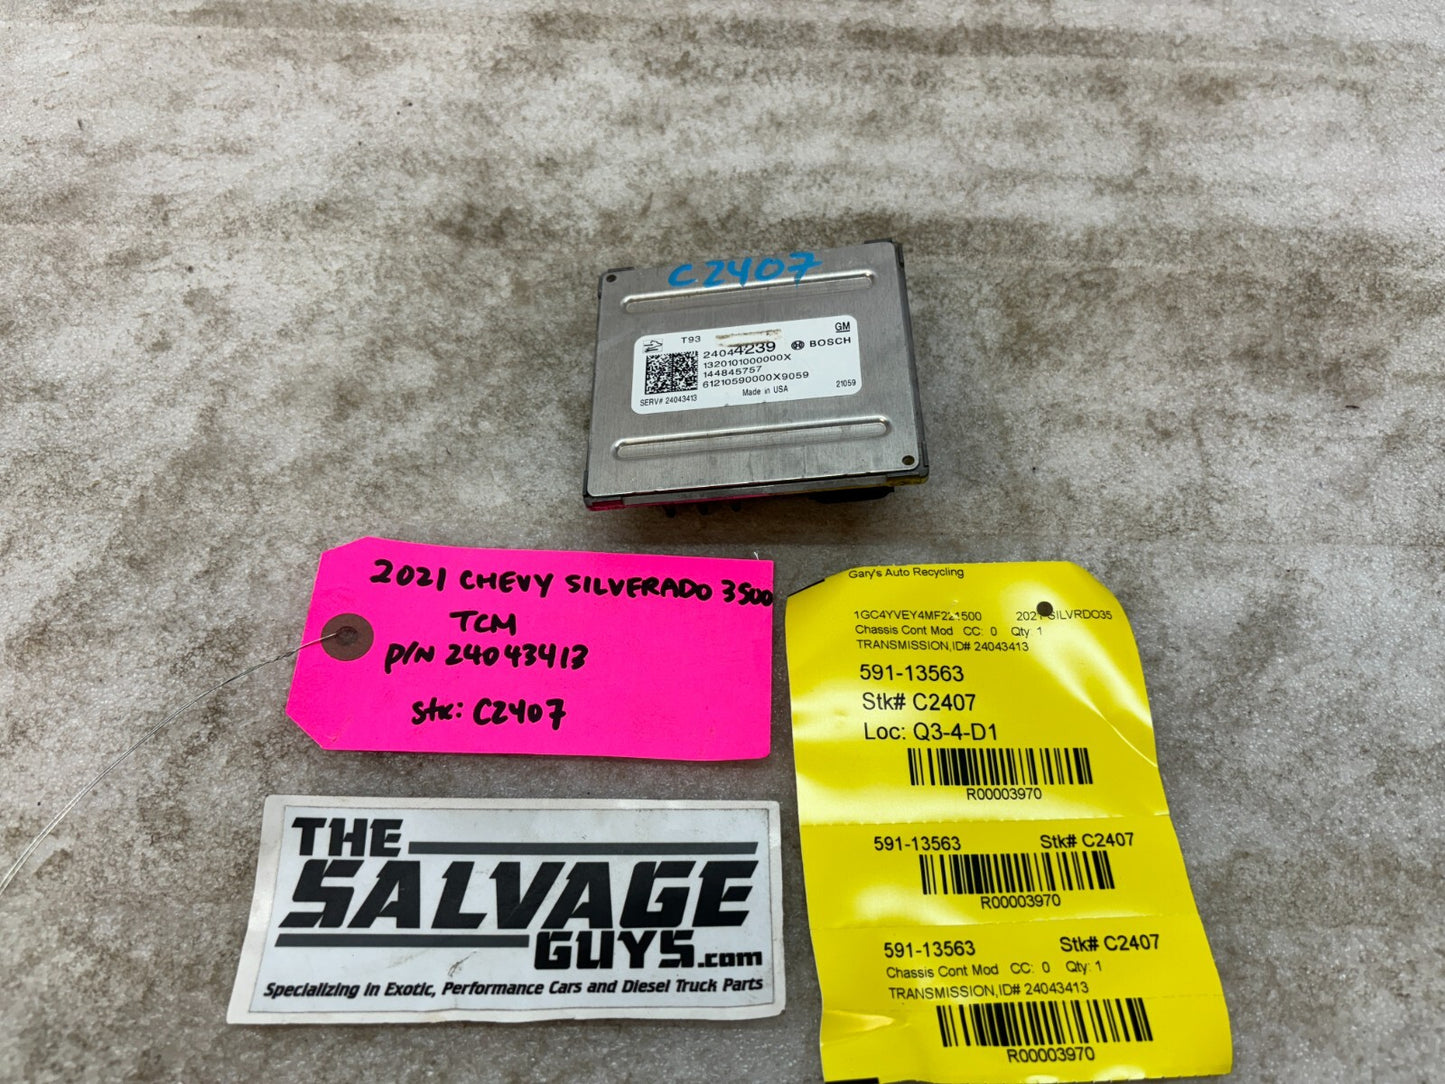 C2407
T93
GM
24044239
BOSCH
1320101000000X
144845757
61210590000X9059
SERV# 24043413
Made in USA
21059
2021 CHEVY SILVERADO 3500
TCM
P/N 24043413
Stk: C2407
Gary's Auto Recycling
1GC4YVEY4MF221500 2021 SILVRDO35
Chassis Cont Mod CC: 0 Qty: 1
TRANSMISSION,ID# 24043413
591-13563
Stk# C2407
Loc: Q3-4-D1
R00003970
591-13563 Stk# C2407
R00003970
591-13563 Stk# C2407
Chassis Cont Mod CC: 0 Qty: 1
TRANSMISSION,ID# 24043413
R00003970
THE
SALVAGE
GUYS.com
Specializing in Exotic, Performance Cars and Diesel Truck Parts